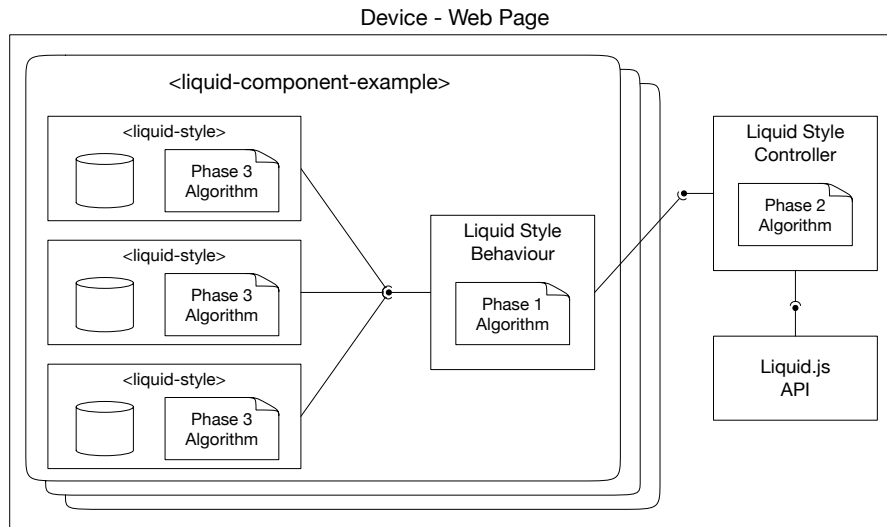 Device - Web Page
<liquid-component-example>
<liquid-style>
Phase 3
Algorithm
<liquid-style>
Phase 3
Algorithm
<liquid-style>
Phase 3
Algorithm
Liquid Style
Behaviour
Phase 1
Algorithm
Liquid Style
Controller
Phase 2
Algorithm
Liquid.js
API